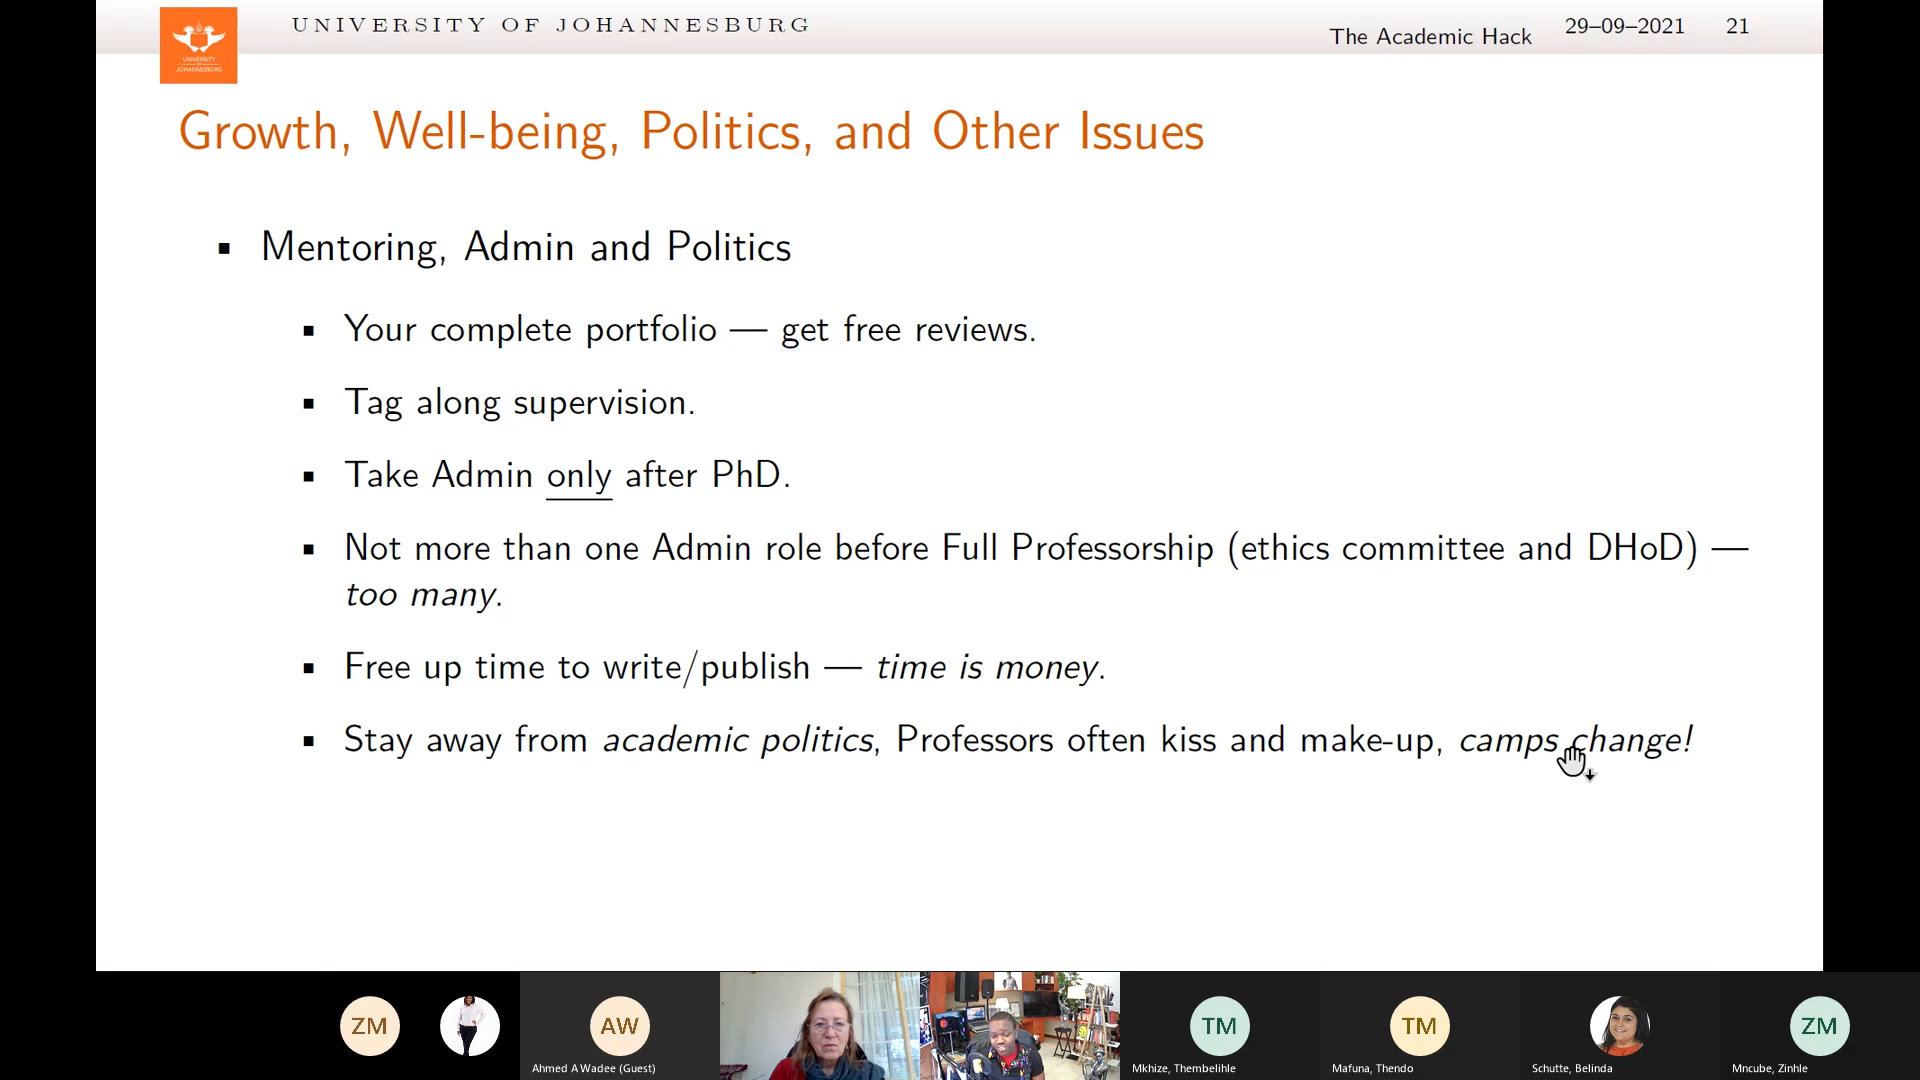 UNIVERSITY OF JOHANNESBURG
The Academic Hack
29–09–2021
21
UNIVERSITY
OF
JOHANNESBURG
Growth, Well-being, Politics, and Other Issues
▪ Mentoring, Admin and Politics
▪ Your complete portfolio — get free reviews.
▪ Tag along supervision.
▪ Take Admin only after PhD.
▪ Not more than one Admin role before Full Professorship (ethics committee and DHoD) —
too many.
▪ Free up time to write/publish — time is money.
▪ Stay away from academic politics, Professors often kiss and make-up, camps change!
ZM
AW
Ahmed A Wadee (Guest)
TM
Mkhize, Thembelihle
TM
Mafuna, Thendo
Schutte, Belinda
ZM
Mncube, Zinhle